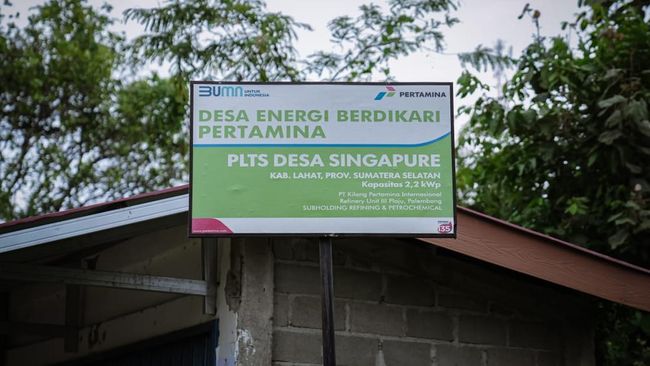 BUMN UNTUK INDONESIA
PERTAMINA
DESA ENERGI BERDIKARI
PERTAMINA
PLTS DESA SINGAPURE
KAB. LAHAT, PROV. SUMATERA SELATAN
Kapasitas 2,2 kWp
PT Kilang Pertamina Internasional
Refinery Unit III Plaju, Palembang
SUBHOLDING REFINING & PETROCHEMICAL
135